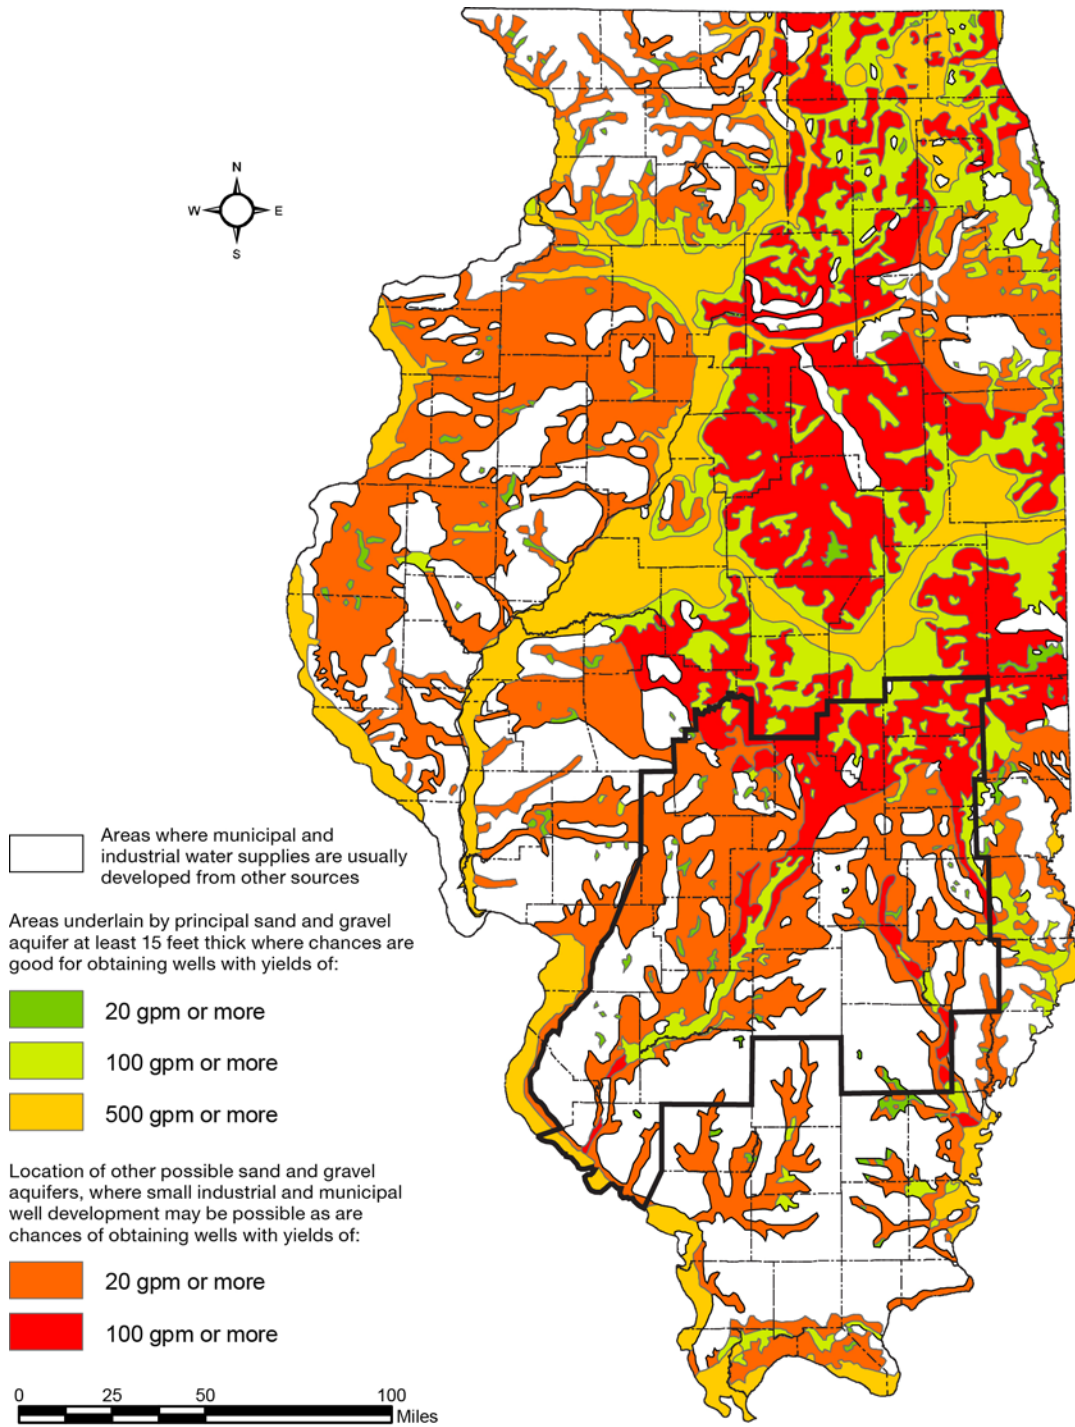 N
W E
S
Areas where municipal and
industrial water supplies are usually
developed from other sources
Areas underlain by principal sand and gravel
aquifer at least 15 feet thick where chances are
good for obtaining wells with yields of:
20 gpm or more
100 gpm or more
500 gpm or more
Location of other possible sand and gravel
aquifers, where small industrial and municipal
well development may be possible as are
chances of obtaining wells with yields of:
20 gpm or more
100 gpm or more
0 25 50 100
Miles